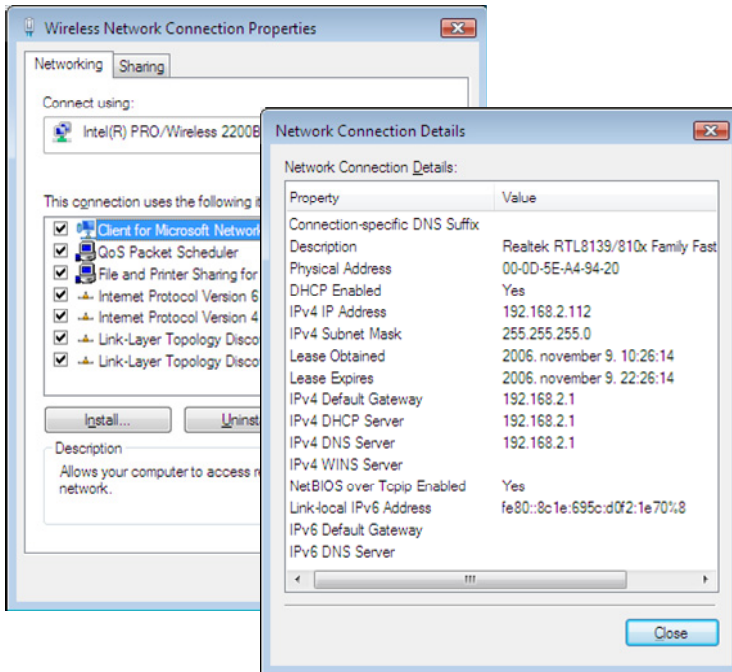 Wireless Network Connection Properties
Networking
Sharing
Connect using:
Intel(R) PRO/Wireless 2200B
This connection uses the following it
Client for Microsoft Network
QoS Packet Scheduler
File and Printer Sharing for
Internet Protocol Version 6
Internet Protocol Version 4
Link-Layer Topology Disco
Link-Layer Topology Disco
Install...
Uninst
Description
Allows your computer to access re
network.
Network Connection Details
Network Connection Details:
Property Value
Connection-specific DNS Suffix
Description Realtek RTL8139/810x Family Fast
Physical Address 00-0D-5E-A4-94-20
DHCP Enabled Yes
IPv4 IP Address 192.168.2.112
IPv4 Subnet Mask 255.255.255.0
Lease Obtained 2006. november 9. 10:26:14
Lease Expires 2006. november 9. 22:26:14
IPv4 Default Gateway 192.168.2.1
IPv4 DHCP Server 192.168.2.1
IPv4 DNS Server 192.168.2.1
IPv4 WINS Server
NetBIOS over Tcpip Enabled Yes
Link-local IPv6 Address fe80::8c1e:695c:d0f2:1e70%8
IPv6 Default Gateway
IPv6 DNS Server
Close